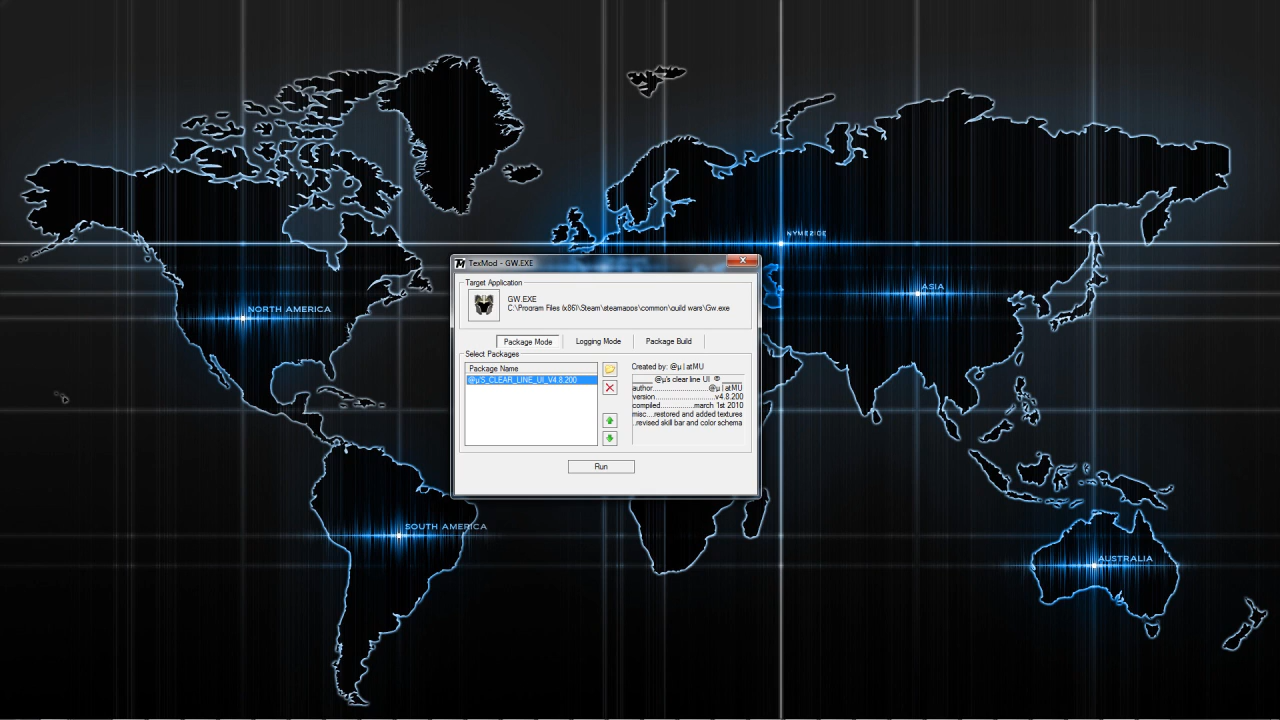 NYMERICE
TexMod - GW.EXE
Target Application
GW.EXE
C:\Program Files (x86)\Steam\steamapps\common\guild wars\Gw.exe
ASIA
NORTH AMERICA
Package Mode
Logging Mode
Package Build
Select Packages
Package Name
@µ'S_CLEAR_LINE_UI_V4.8.200
Created by: @µ | atMU
_____ @µ's clear line UI ® _____
author........................@µ | atMU
version..........................v4.8.200
compiled................march 1st 2010
misc....restored and added textures
..revised skill bar and color schema
Run
SOUTH AMERICA
AUSTRALIA